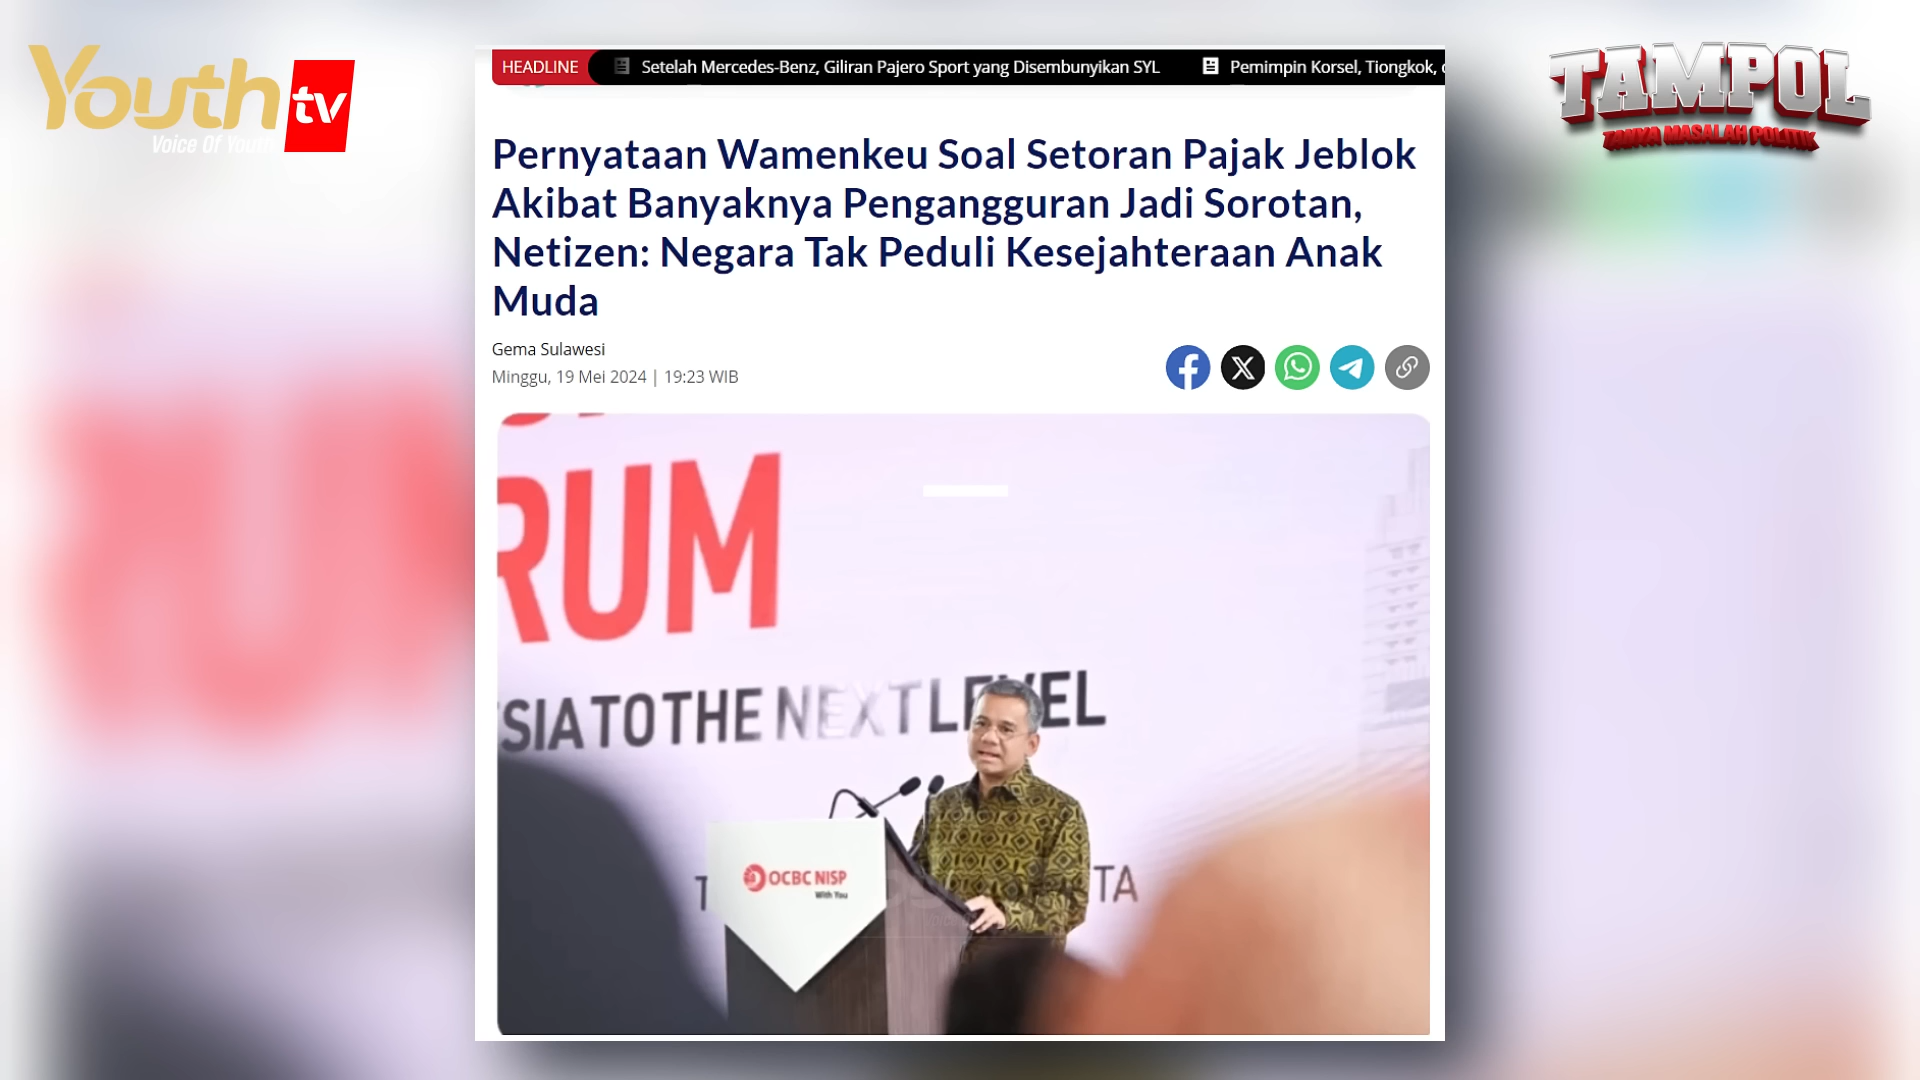 Youth tv
Voice Of Youth
TAMPOL
TANYA MASALAH POLITIK
HEADLINE
Setelah Mercedes-Benz, Giliran Pajero Sport yang Disembunyikan SYL
Pemimpin Korsel, Tiongkok,
Pernyataan Wamenkeu Soal Setoran Pajak Jeblok
Akibat Banyaknya Pengangguran Jadi Sorotan,
Netizen: Negara Tak Peduli Kesejahteraan Anak
Muda
Gema Sulawesi
Minggu, 19 Mei 2024 | 19:23 WIB
RUM
SIA TO THE NEXT LEVEL
OCBC NISP
With You
TA